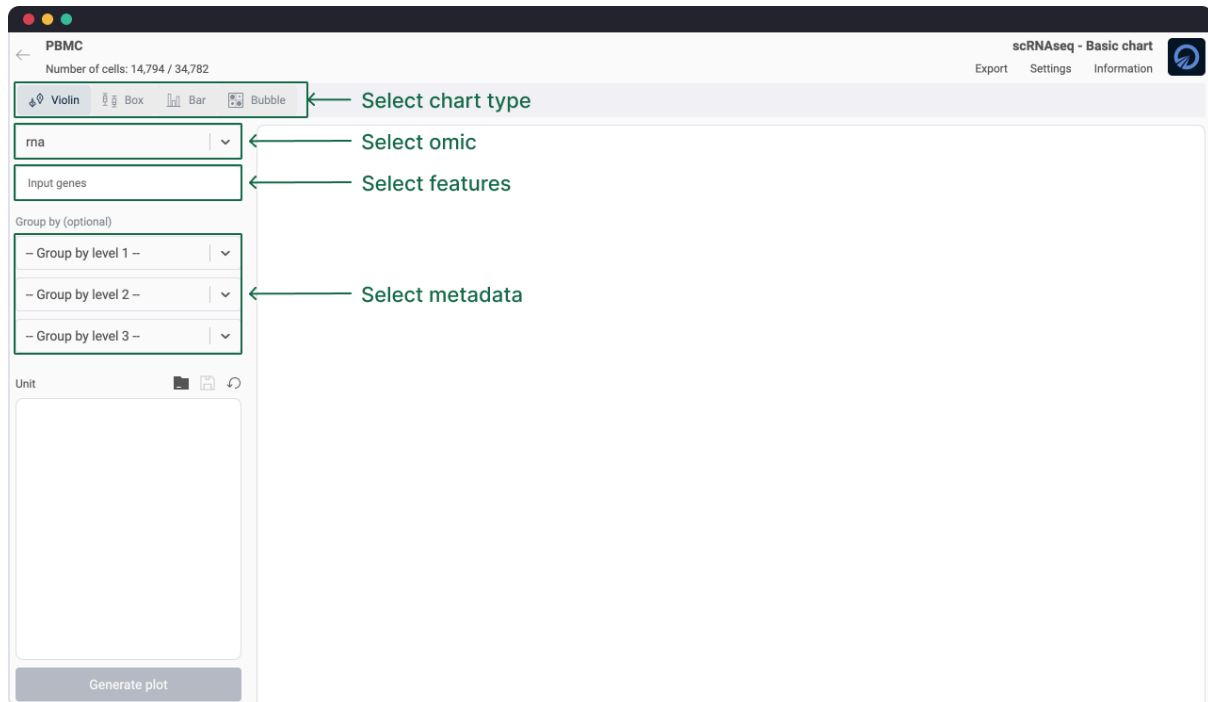 PBMC
Number of cells: 14,794 / 34,782
scRNAseq - Basic chart
Export Settings Information
Violin Box Bar Bubble
Select chart type
rna
Select omic
Input genes
Select features
Group by (optional)
-- Group by level 1 --
-- Group by level 2 --
Select metadata
-- Group by level 3 --
Unit
Generate plot